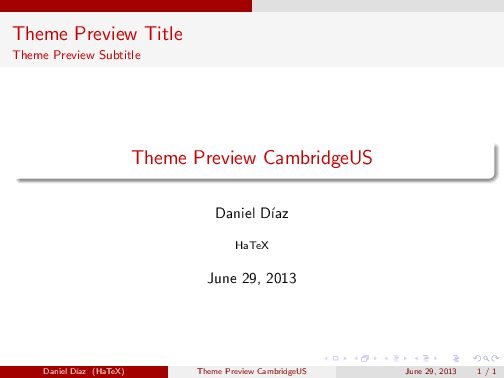 Theme Preview Title
Theme Preview Subtitle
Theme Preview CambridgeUS
Daniel Díaz
HaTeX
June 29, 2013
Daniel Díaz (HaTeX) Theme Preview CambridgeUS June 29, 2013 1 / 1